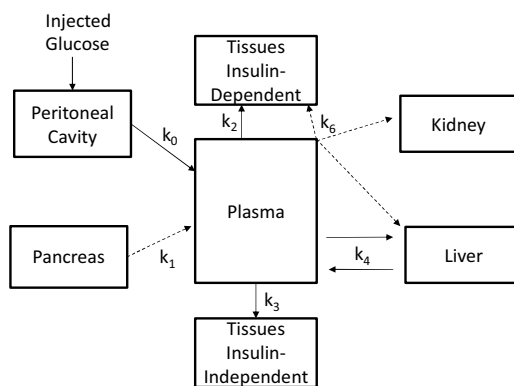 Injected
Glucose
Tissues
Insulin-
Dependent
Peritoneal
Cavity
k0
k2
k6
Kidney
Plasma
Pancreas
k1
k4
Liver
k3
Tissues
Insulin-
Independent